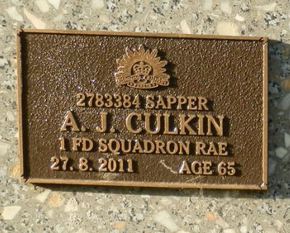 2783384 SAPPER
A. J. CULKIN
1 FD SQUADRON RAE
27. 8. 2011 AGE 65